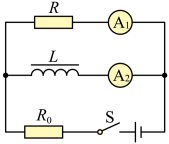 R A₁
L A₂
R₀ S